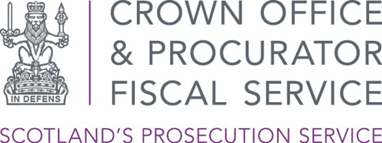 CROWN OFFICE
& PROCURATOR
FISCAL SERVICE
IN DEFENS
SCOTLAND'S PROSECUTION SERVICE